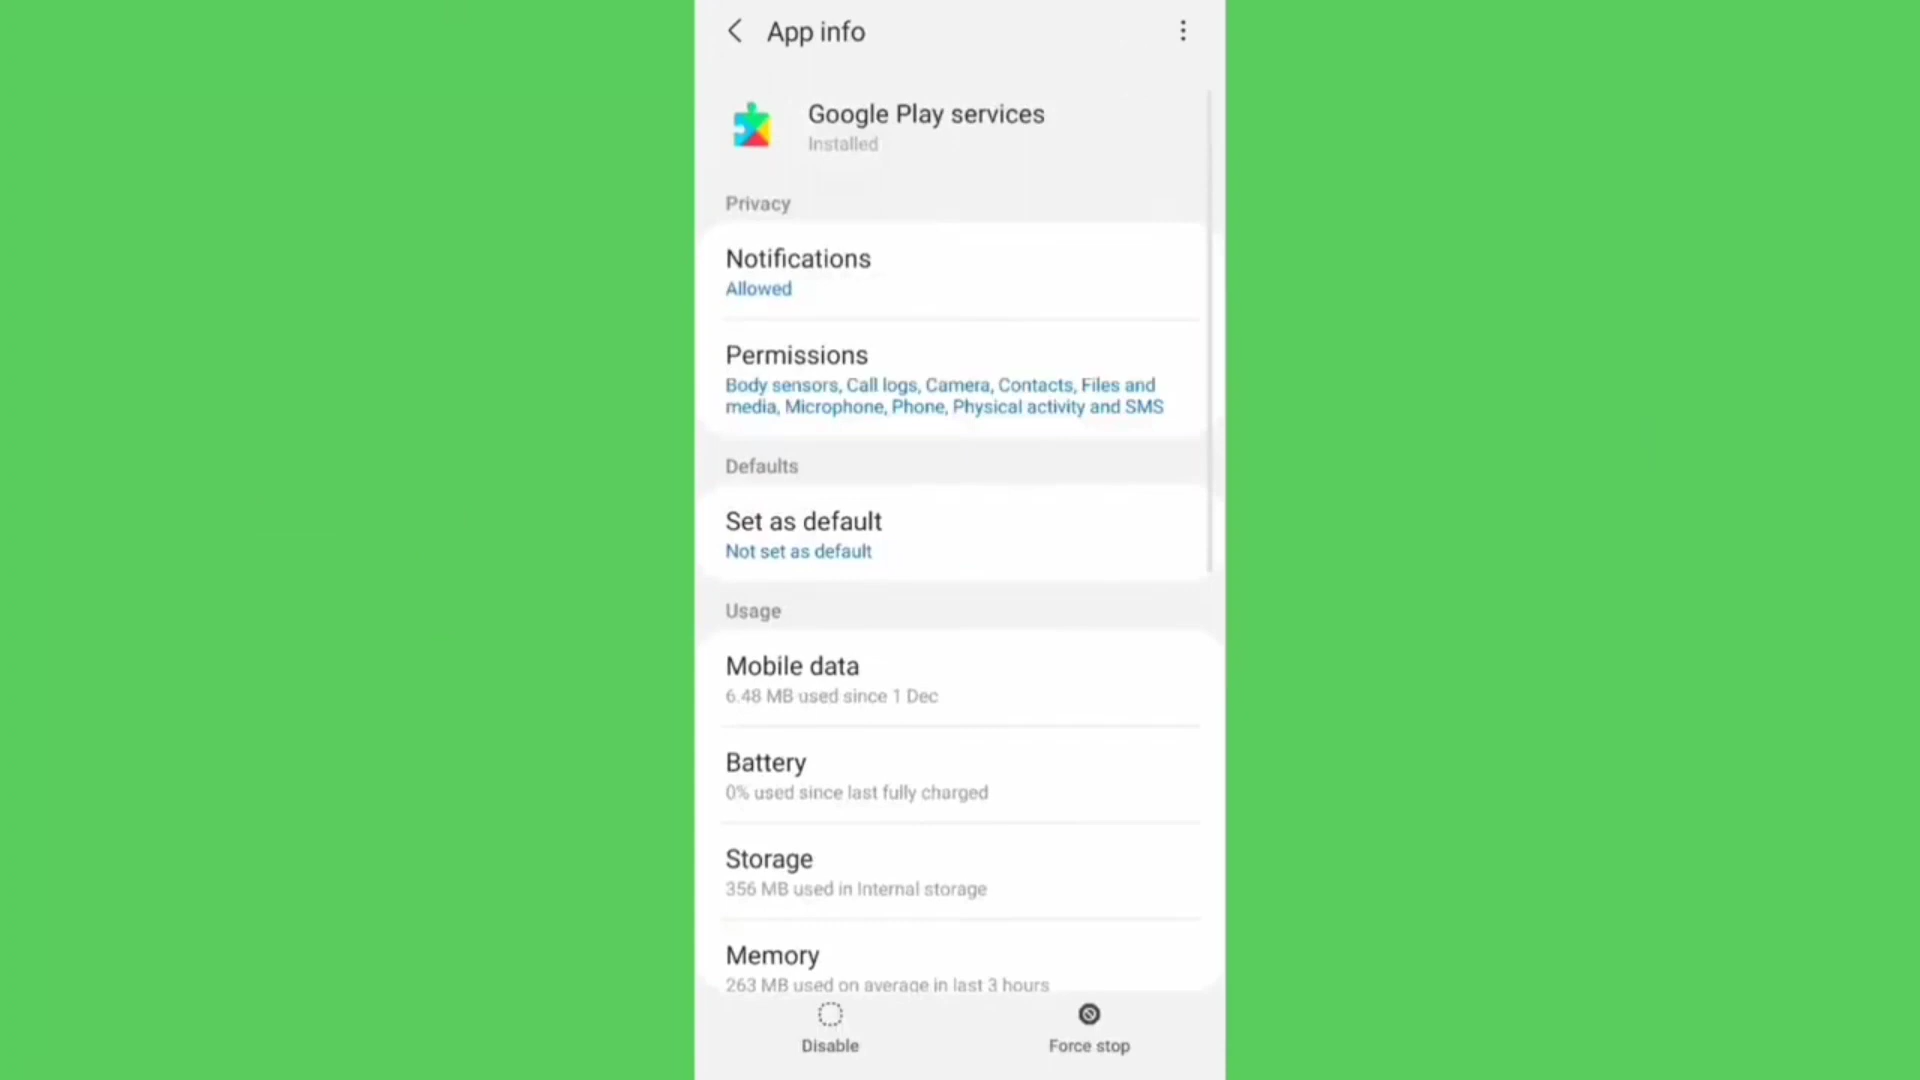 App info
Google Play services
Installed
Privacy
Notifications
Allowed
Permissions
Body sensors, Call logs, Camera, Contacts, Files and
media, Microphone, Phone, Physical activity and SMS
Defaults
Set as default
Not set as default
Usage
Mobile data
6.48 MB used since 1 Dec
Battery
0% used since last fully charged
Storage
356 MB used in Internal storage
Memory
263 MB used on average in last 3 hours
Disable
Force stop